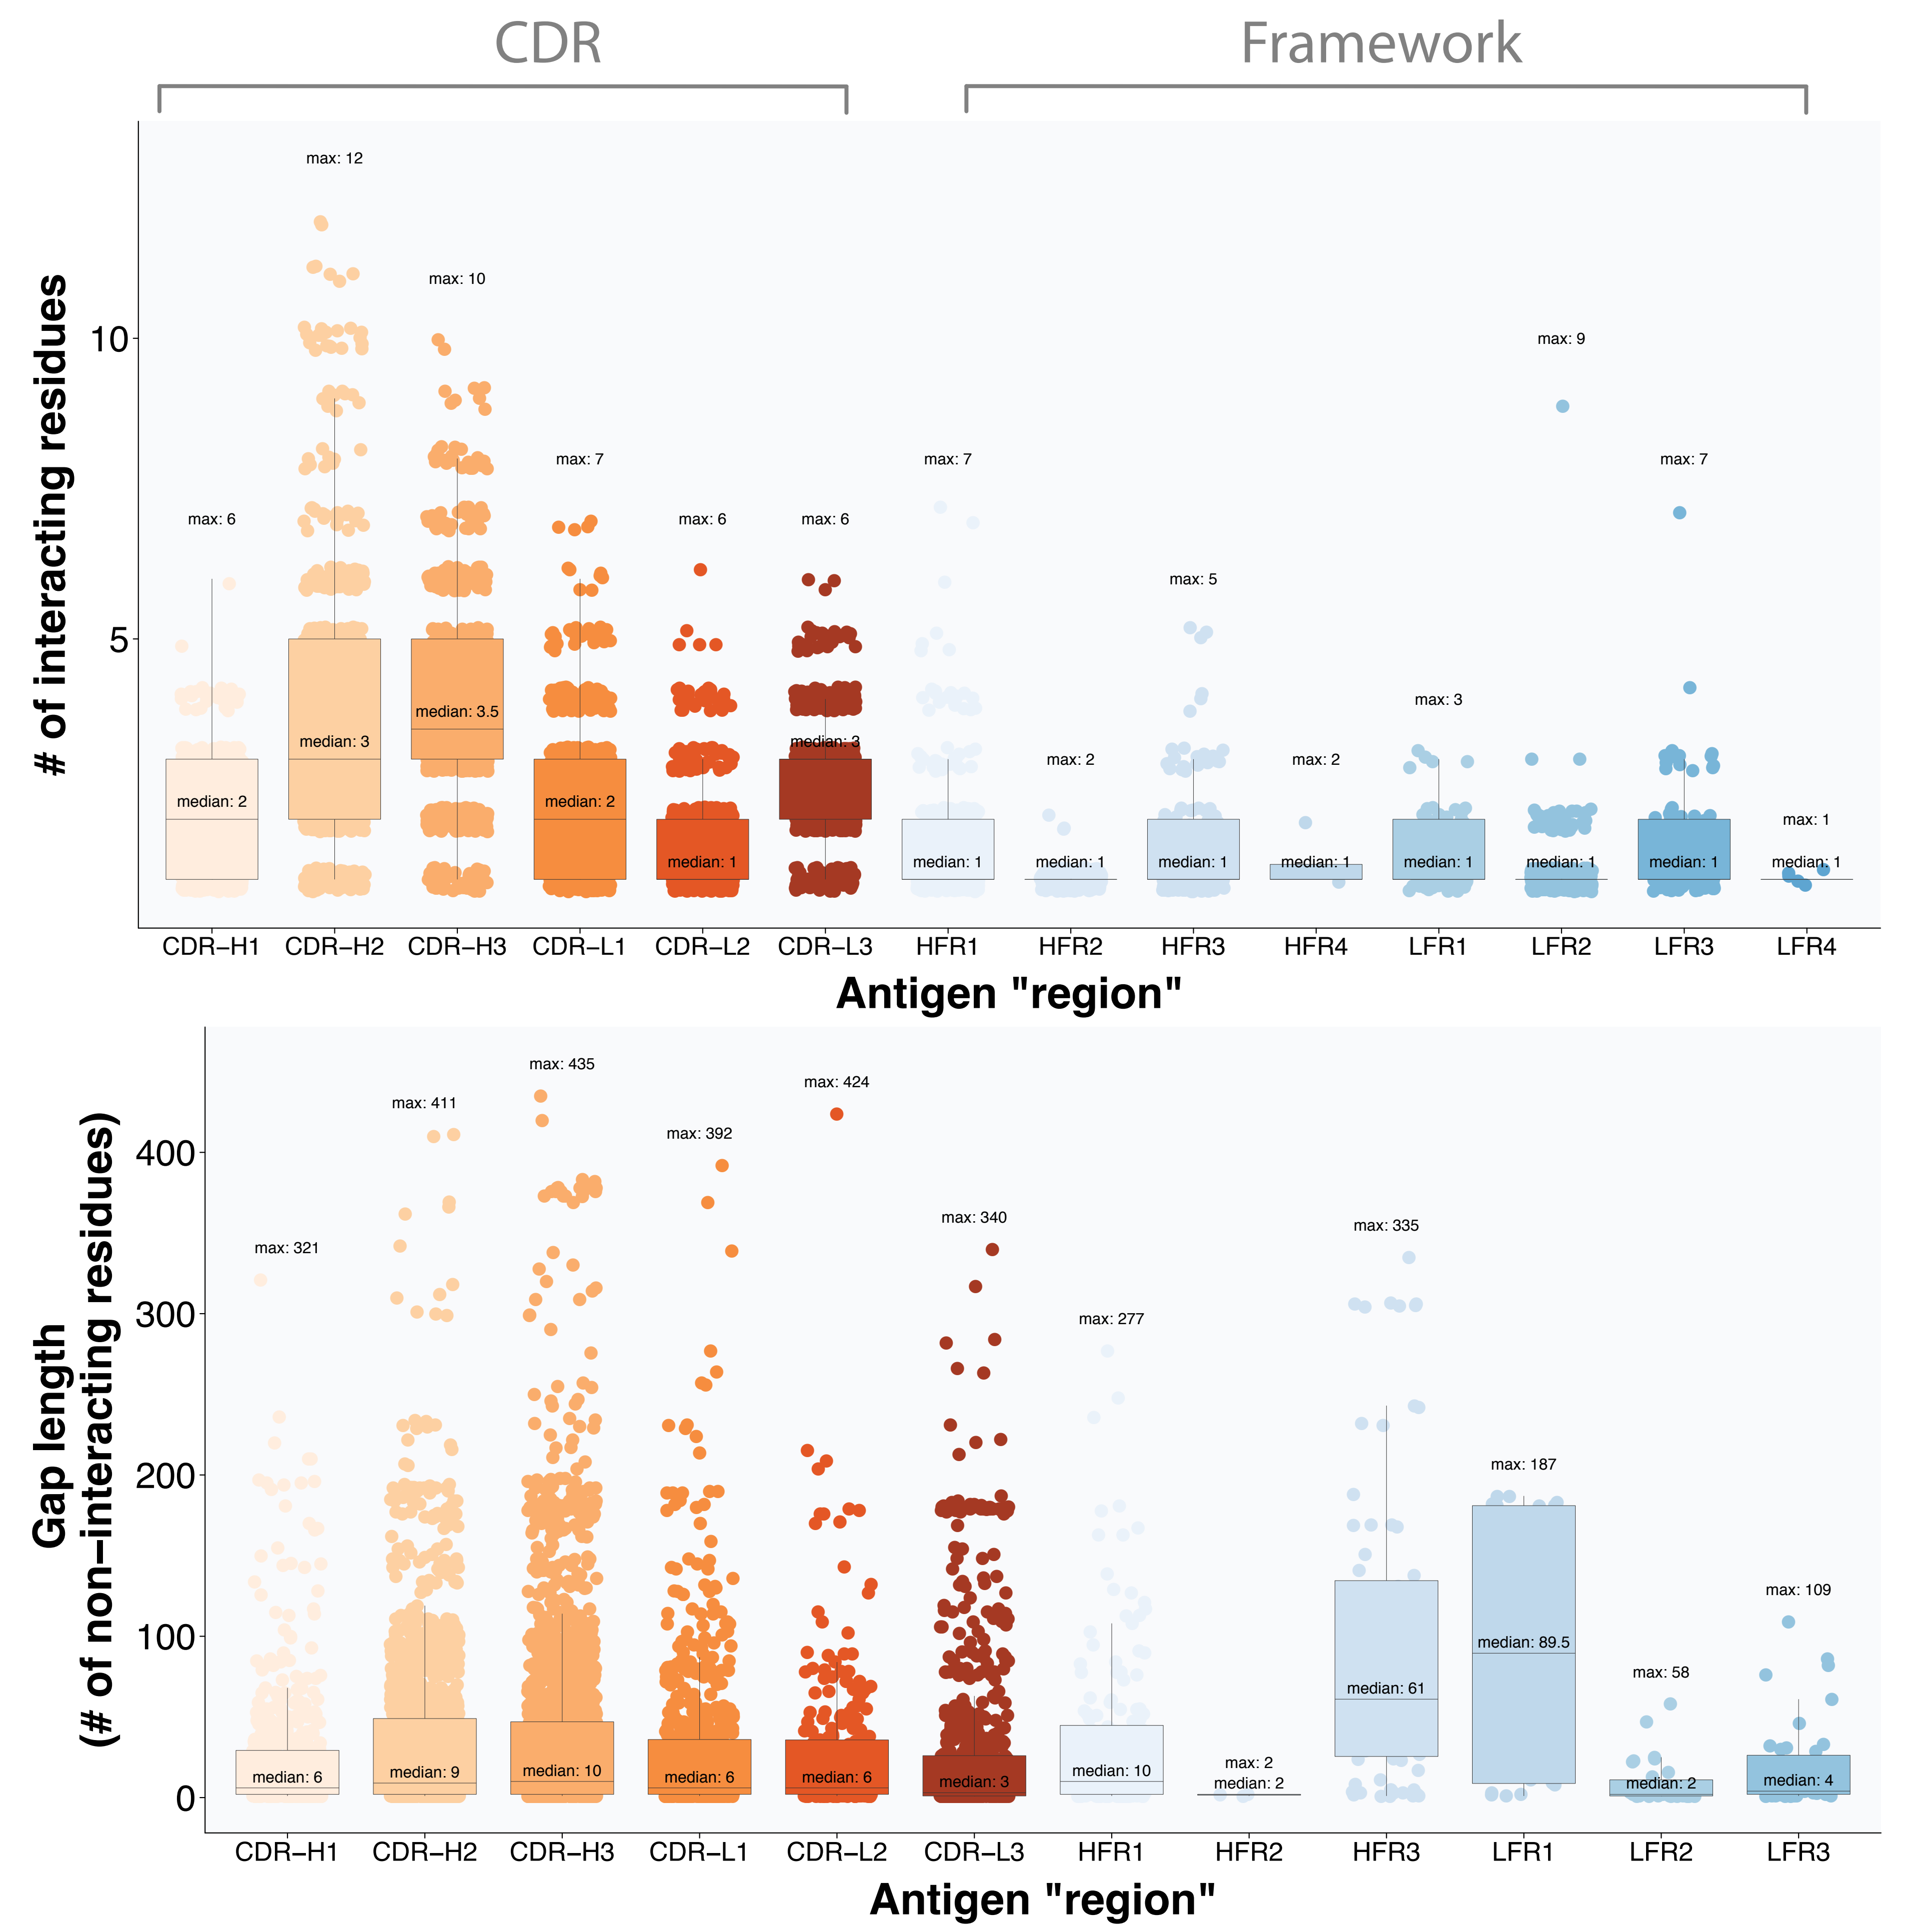 CDR Framework
# of interacting residues
10
5
max: 6
max: 12
max: 10
max: 7
max: 6
max: 6
max: 7
max: 2
max: 5
max: 2
max: 3
max: 9
max: 7
max: 1
median: 2
median: 3
median: 3.5
median: 2
median: 1
median: 3
median: 1
median: 1
median: 1
median: 1
median: 1
median: 1
median: 1
median: 1
CDR−H1 CDR−H2 CDR−H3 CDR−L1 CDR−L2 CDR−L3 HFR1 HFR2 HFR3 HFR4 LFR1 LFR2 LFR3 LFR4
Antigen "region"
Gap length
(# of non−interacting residues)
400
300
200
100
0
max: 321
max: 411
max: 435
max: 392
max: 424
max: 340
max: 277
max: 2
max: 335
max: 187
max: 58
max: 109
median: 6
median: 9
median: 10
median: 6
median: 6
median: 3
median: 10
median: 2
median: 61
median: 89.5
median: 2
median: 4
CDR−H1 CDR−H2 CDR−H3 CDR−L1 CDR−L2 CDR−L3 HFR1 HFR2 HFR3 LFR1 LFR2 LFR3
Antigen "region"